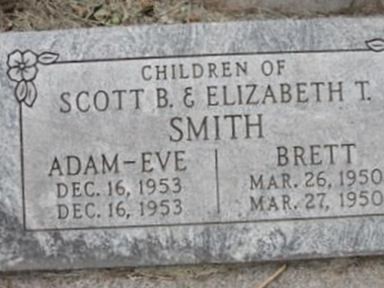 CHILDREN OF
SCOTT B. & ELIZABETH T.
SMITH
ADAM-EVE
DEC. 16, 1953
DEC. 16, 1953
BRETT
MAR. 26, 1950
MAR. 27, 1950